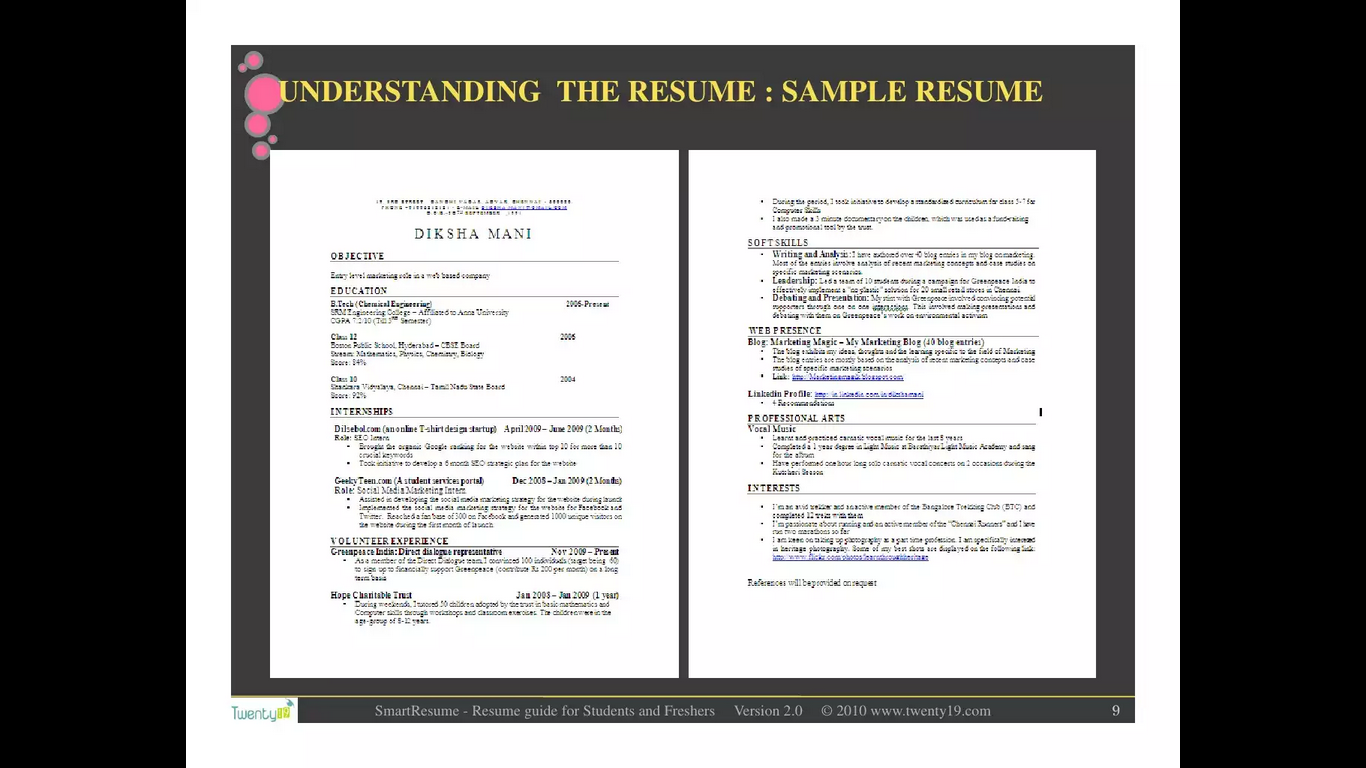 UNDERSTANDING THE RESUME : SAMPLE RESUME
DIKSHA MANI
OBJECTIVE
Entry level marketing role in a web based company
EDUCATION
B.Tech (Chemical Engineering) 2006-Present
SRM Engineering College – Affiliated to Anna University
Class 12 2006
Boston Public School, Hyderabad – CBSE Board
Stream: Mathematics, Physics, Chemistry, Biology
Score: 84%
Class 10 2004
Shankara Vidyalaya, Chennai – Tamil Nadu State Board
Score: 92%
INTERNSHIPS
Dilsebol.com (an online T-shirt design startup) April 2009 – June 2009 (2 Months)
Role: SEO Intern
• Brought the organic Google ranking for the website within top 20 for more than 10
crucial keywords
• Took initiative to develop a 6 month SEO strategic plan for the website
GeekyTeen.com (A student services portal) Dec 2008 – Jan 2009 (2 Months)
Role: Social Media Marketing Intern
• Assisted in developing the social media marketing strategy for the website during launch
• Implemented the social media marketing strategy for the website for Facebook and
Twitter. Reached a fan base of 300 on Facebook and generated 1000 unique visitors on
the website during the first month of launch
VOLUNTEER EXPERIENCE
Greenpeace India: Direct dialogue representative Nov 2009 – Present
• As a member of the Direct Dialogue team, I convinced 100 individuals (target being 60)
to sign up to financially support Greenpeace (contribute Rs 200 per month) on a long
term basis
Hope Charitable Trust Jan 2008 – Jan 2009 (1 year)
• During weekends, I tutored 50 children adopted by the trust in basic mathematics and
Computer skills through workshops and classroom exercises. The children were in the
age-group of 8-12 years.
• During the period, I took initiative to develop a standardized curriculum for class 5-7 for
Computer Skills
• I also made a 3 minute documentary on the children, which was used as a fund-raising
and promotional tool by the trust.
SOFT SKILLS
• Writing and Analysis: I have authored over 40 blog entries in my blog on marketing.
Most of the entries involve analysis of recent marketing concepts and case studies on
specific marketing scenarios.
• Leadership: Led a team of 10 students during a campaign for Greenpeace India to
effectively implement a "no plastic" solution for 20 small retail stores in Chennai
• Debating and Presentation: My stint with Greenpeace involved convincing potential
supporters through one on one interactions. This involved making presentations and
debating with them on Greenpeace's work on environmental activism
WEB PRESENCE
Blog: Marketing Magic – My Marketing Blog (40 blog entries)
• The blog exhibits my ideas, thoughts and the learning specific to the field of Marketing
• The blog entries are mostly based on the analysis of recent marketing concepts and case
studies of specific marketing scenarios
• Link: http://Marketingmagik.blogspot.com
Linkedin Profile: http://in.linkedin.com/in/dikshamani
• 4 Recommendations
PROFESSIONAL ARTS
Vocal Music
• Learnt and practiced carnatic vocal music for the last 8 years
• Completed a 1 year degree in Light Music at Barathiyar Light Music Academy and sang
for the album
• Have performed one hour long solo carnatic vocal concerts on 2 occasions during the
Kutcheri Season
INTERESTS
• I'm an avid trekker and an active member of the Bangalore Trekking Club (BTC) and
completed 12 treks with them
• I'm passionate about running and an active member of the "Chennai Runners" and I have
run two marathons so far
• I am keen on taking up photography as a part time profession. I am specifically interested
in heritage photography. Some of my best shots are displayed on the following link:
http://www.flickr.com/photos/learnthroughheritage
References will be provided on request
Twenty19
SmartResume - Resume guide for Students and Freshers Version 2.0 © 2010 www.twenty19.com 9